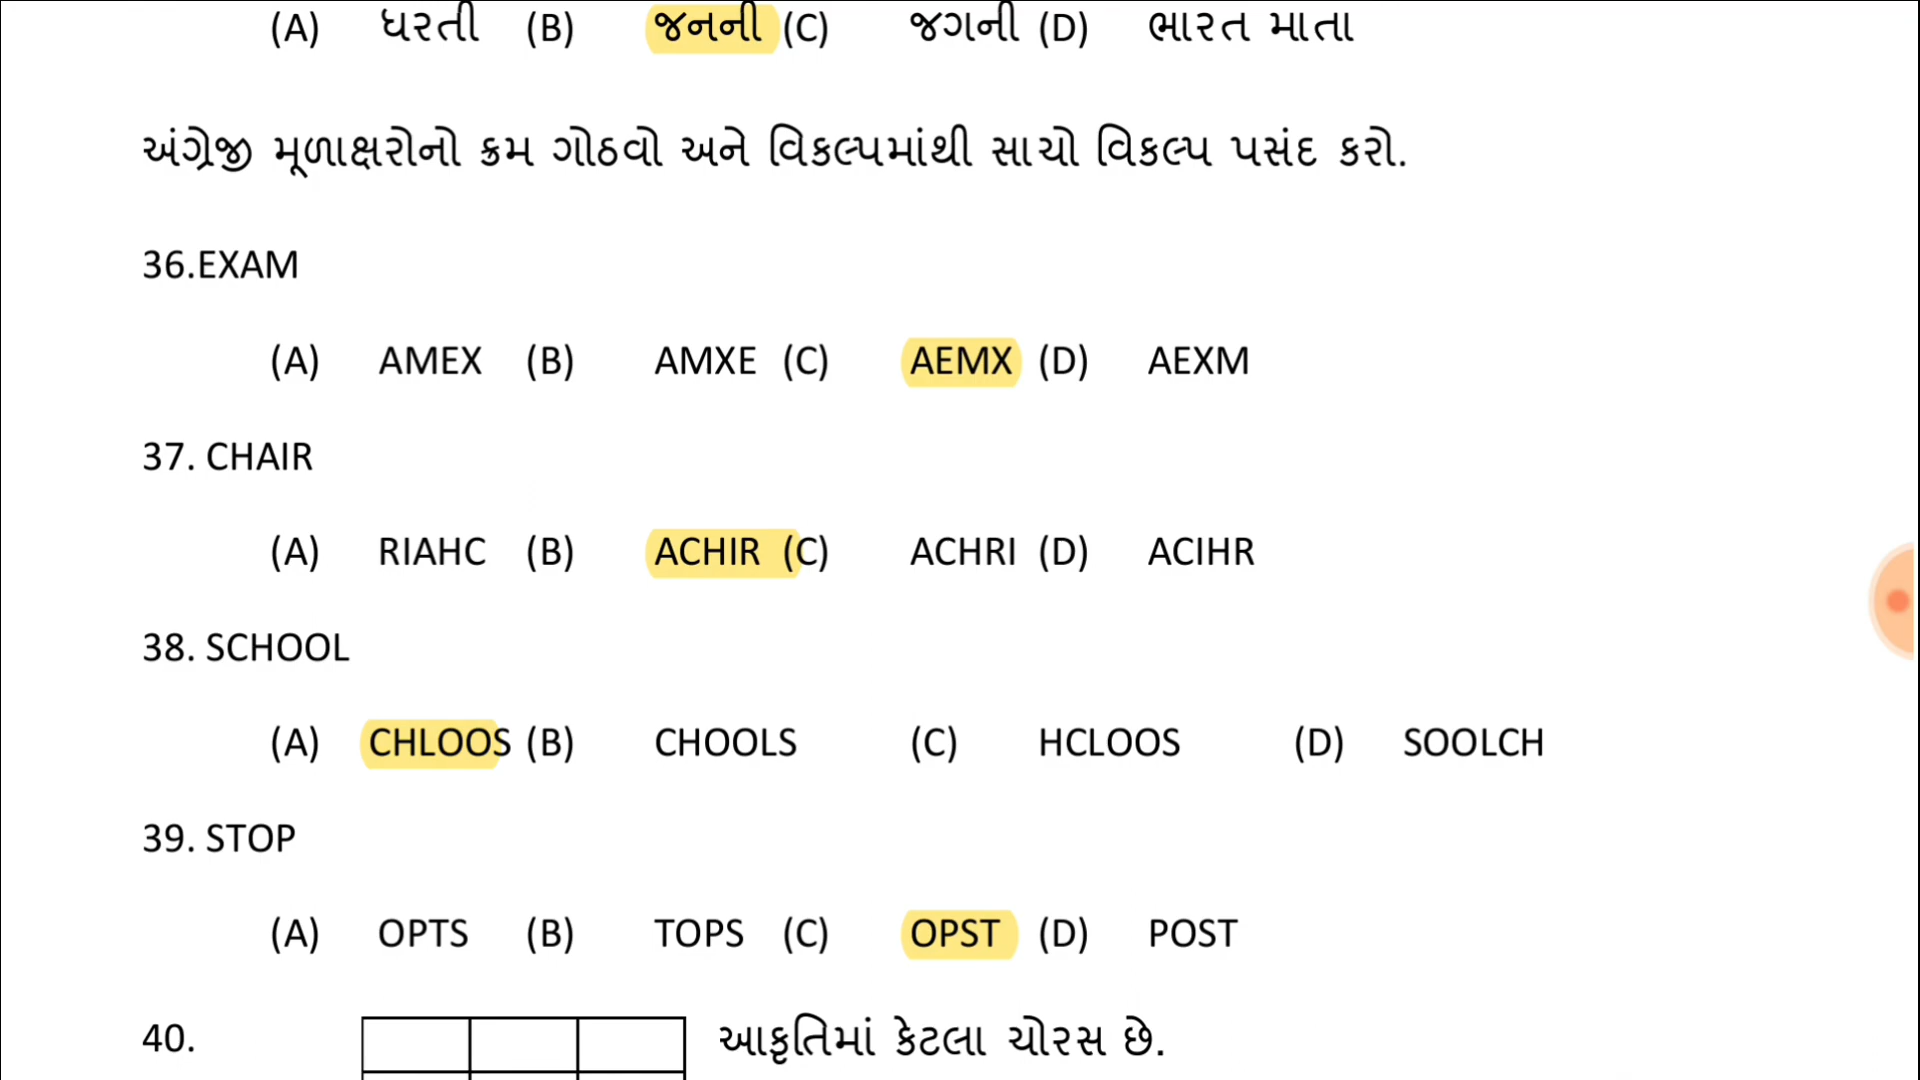 (A) ધરતી (B) જનની (C) જગની (D) ભારત માતા
અંગ્રેજી મૂળાક્ષરોનો ક્રમ ગોઠવો અને વિકલ્પમાંથી સાચો વિકલ્પ પસંદ કરો.
36.EXAM
(A) AMEX (B) AMXE (C) AEMX (D) AEXM
37. CHAIR
(A) RIAHC (B) ACHIR (C) ACHRI (D) ACIHR
38. SCHOOL
(A) CHLOOS (B) CHOOLS (C) HCLOOS (D) SOOLCH
39. STOP
(A) OPTS (B) TOPS (C) OPST (D) POST
40. આકૃતિમાં કેટલા ચોરસ છે.